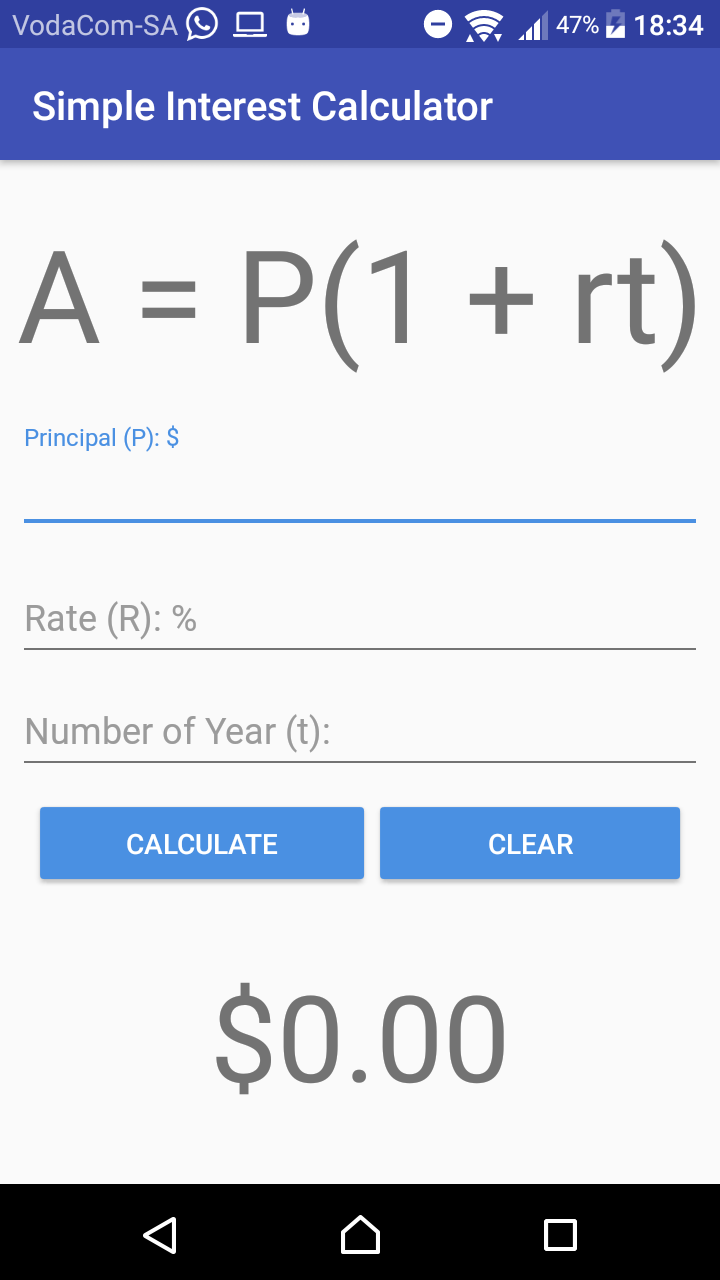 VodaCom-SA 47% 18:34
Simple Interest Calculator
A = P(1 + rt)
Principal (P): $
Rate (R): %
Number of Year (t):
CALCULATE CLEAR
$0.00